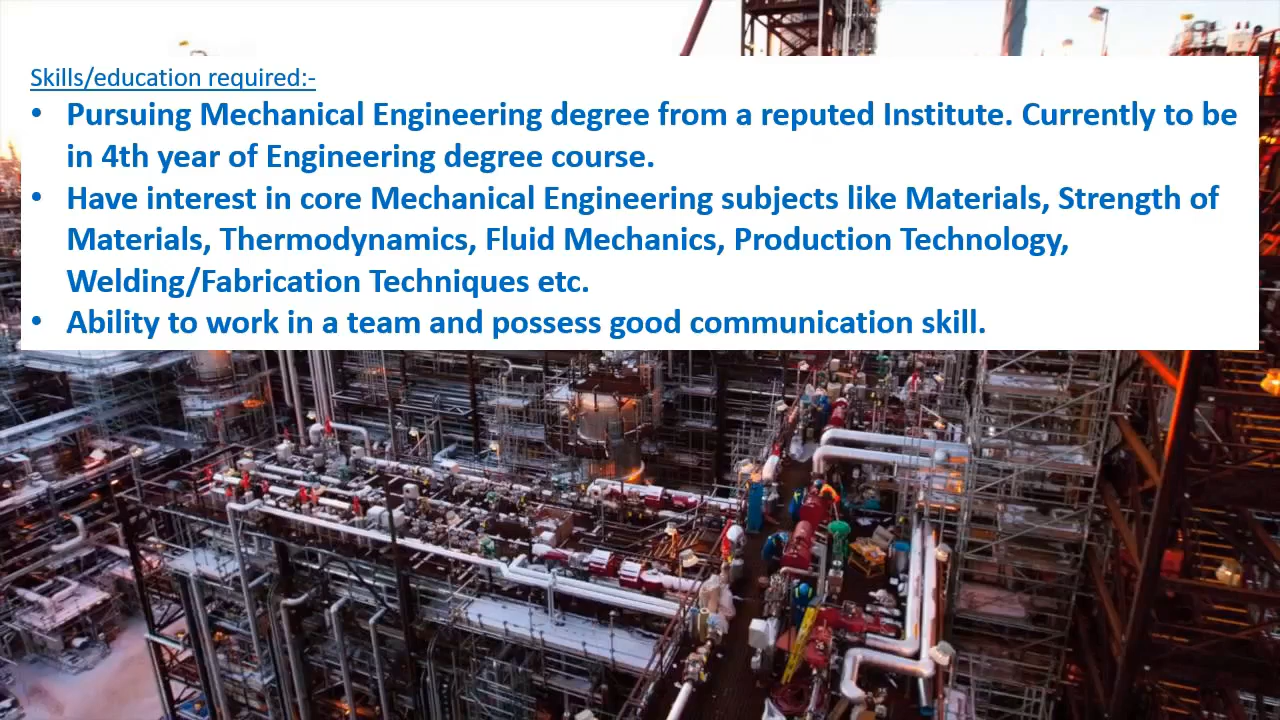 Skills/education required:-
• Pursuing Mechanical Engineering degree from a reputed Institute. Currently to be
in 4th year of Engineering degree course.
• Have interest in core Mechanical Engineering subjects like Materials, Strength of
Materials, Thermodynamics, Fluid Mechanics, Production Technology,
Welding/Fabrication Techniques etc.
• Ability to work in a team and possess good communication skill.